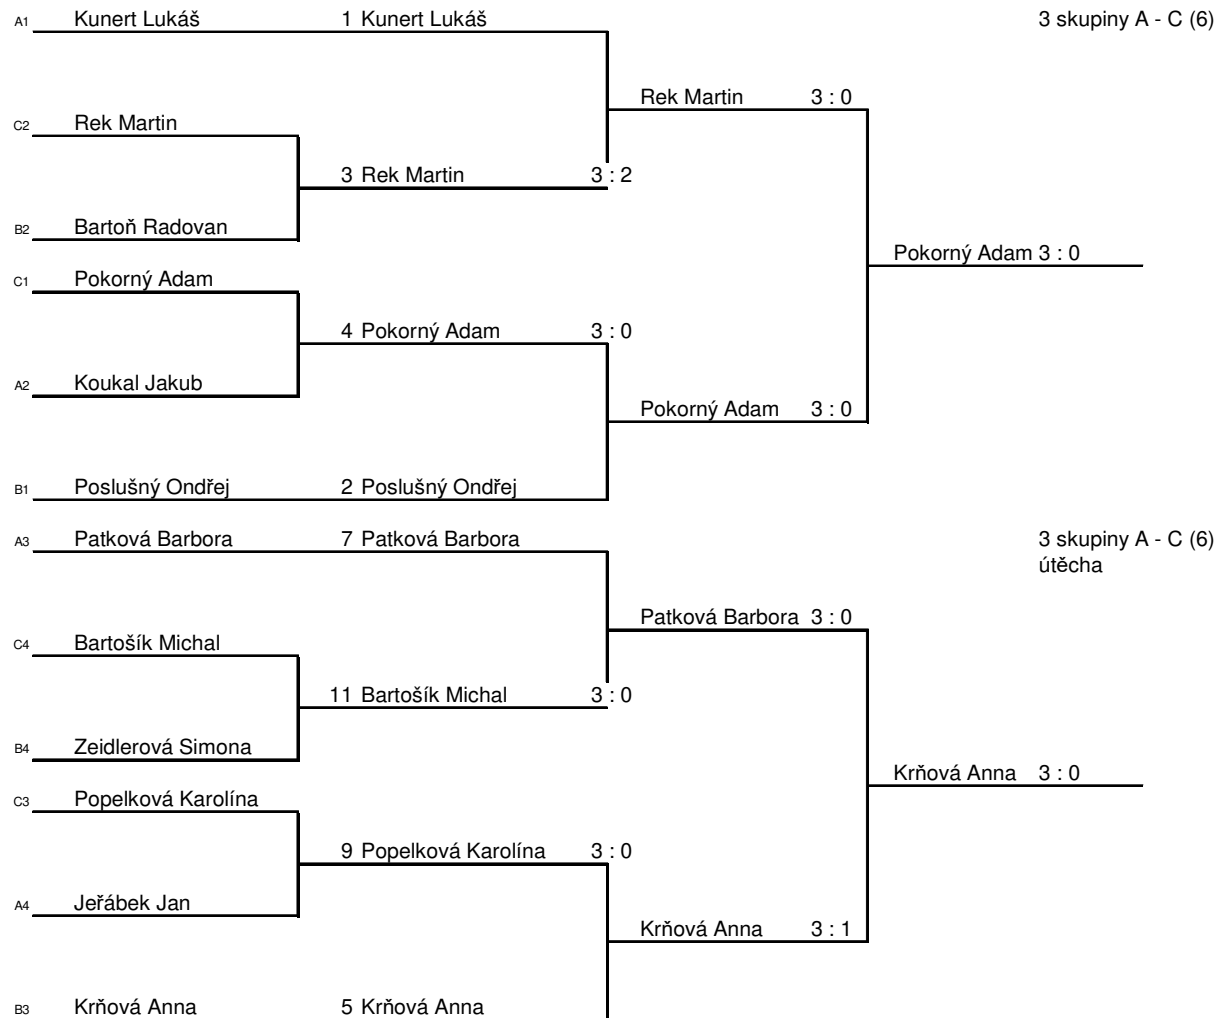 A1 Kunert Lukáš 1 Kunert Lukáš 3 skupiny A - C (6)
Rek Martin 3 : 0
C2 Rek Martin
3 Rek Martin 3 : 2
B2 Bartoň Radovan
Pokorný Adam 3 : 0
C1 Pokorný Adam
4 Pokorný Adam 3 : 0
A2 Koukal Jakub
Pokorný Adam 3 : 0
B1 Poslušný Ondřej 2 Poslušný Ondřej
A3 Patková Barbora 7 Patková Barbora 3 skupiny A - C (6)
útěcha
Patková Barbora 3 : 0
C4 Bartošík Michal
11 Bartošík Michal 3 : 0
B4 Zeidlerová Simona
Krňová Anna 3 : 0
C3 Popelková Karolína
9 Popelková Karolína 3 : 0
A4 Jeřábek Jan
Krňová Anna 3 : 1
B3 Krňová Anna 5 Krňová Anna